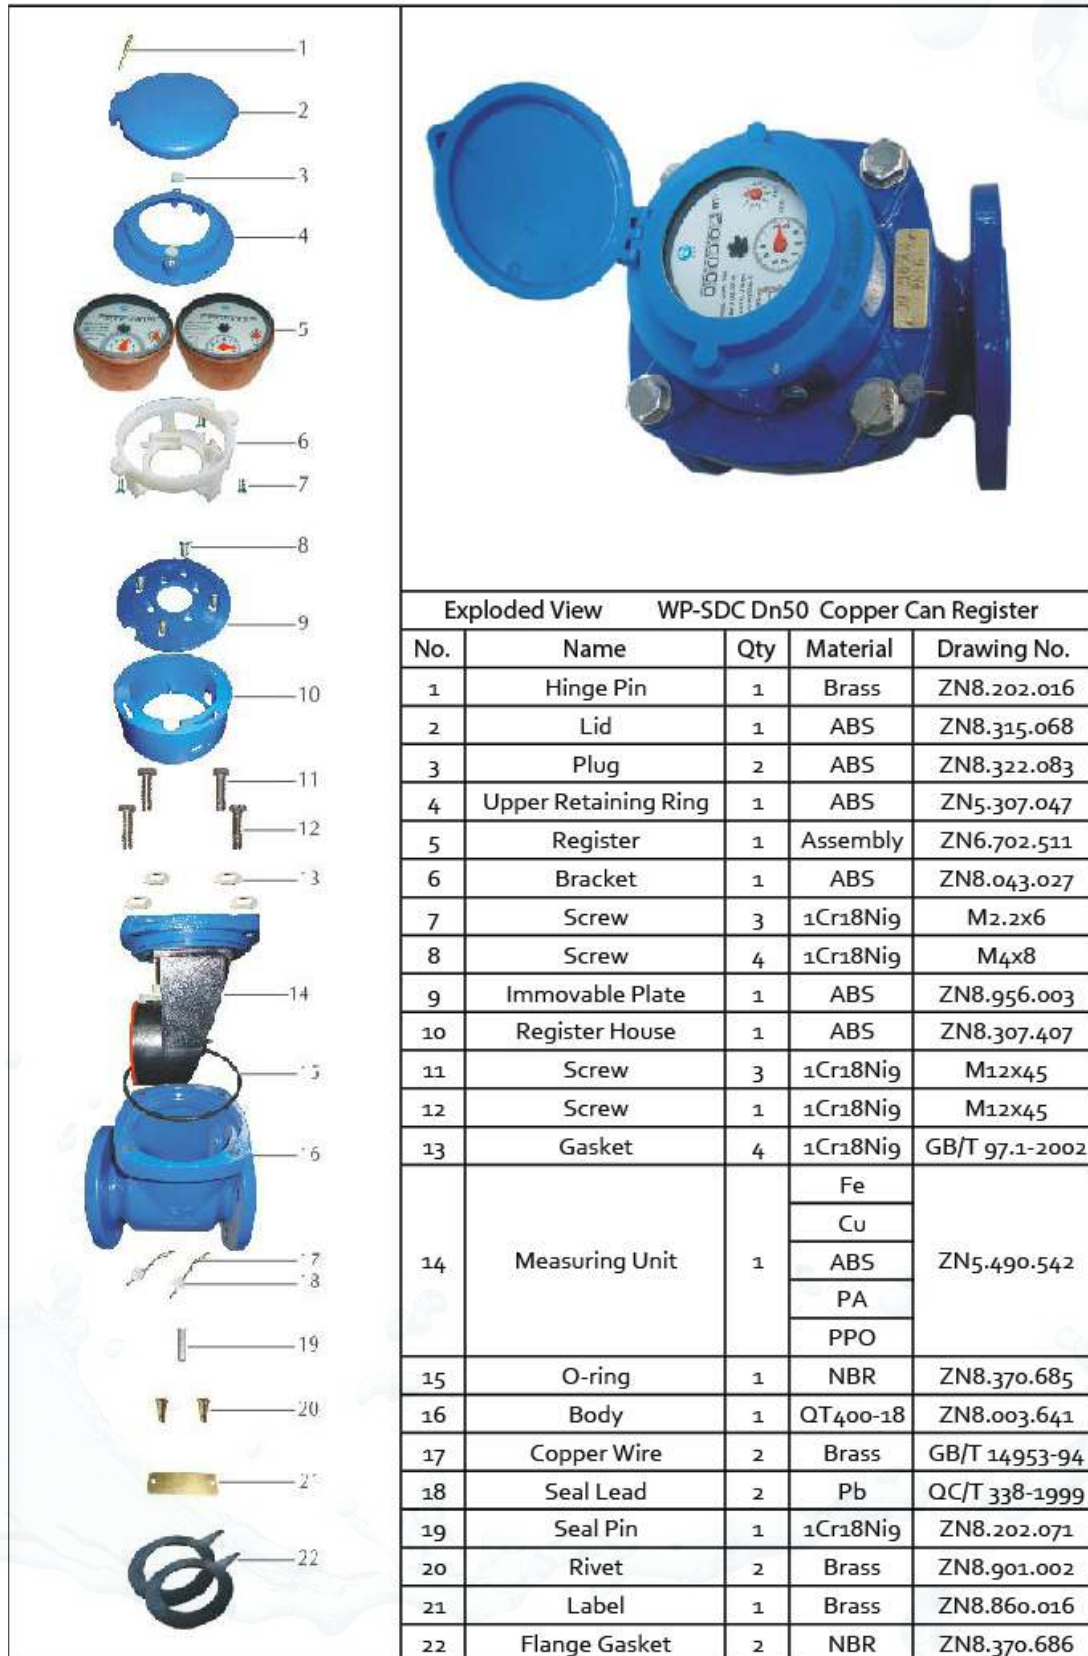 1
2
3
4
5
6
7
8
9
10
11
12
13
14
15
16
17
18
19
20
21
22
Exploded View WP-SDC Dn50 Copper Can Register
No. Name Qty Material Drawing No.
1 Hinge Pin 1 Brass ZN8.202.016
2 Lid 1 ABS ZN8.315.068
3 Plug 2 ABS ZN8.322.083
4 Upper Retaining Ring 1 ABS ZN5.307.047
5 Register 1 Assembly ZN6.702.511
6 Bracket 1 ABS ZN8.043.027
7 Screw 3 1Cr18Ni9 M2.2x6
8 Screw 4 1Cr18Ni9 M4x8
9 Immovable Plate 1 ABS ZN8.956.003
10 Register House 1 ABS ZN8.307.407
11 Screw 3 1Cr18Ni9 M12x45
12 Screw 1 1Cr18Ni9 M12x45
13 Gasket 4 1Cr18Ni9 GB/T 97.1-2002
14 Measuring Unit 1 Fe ZN5.490.542
Cu
ABS
PA
PPO
15 O-ring 1 NBR ZN8.370.685
16 Body 1 QT400-18 ZN8.003.641
17 Copper Wire 2 Brass GB/T 14953-94
18 Seal Lead 2 Pb QC/T 338-1999
19 Seal Pin 1 1Cr18Ni9 ZN8.202.071
20 Rivet 2 Brass ZN8.901.002
21 Label 1 Brass ZN8.860.016
22 Flange Gasket 2 NBR ZN8.370.686